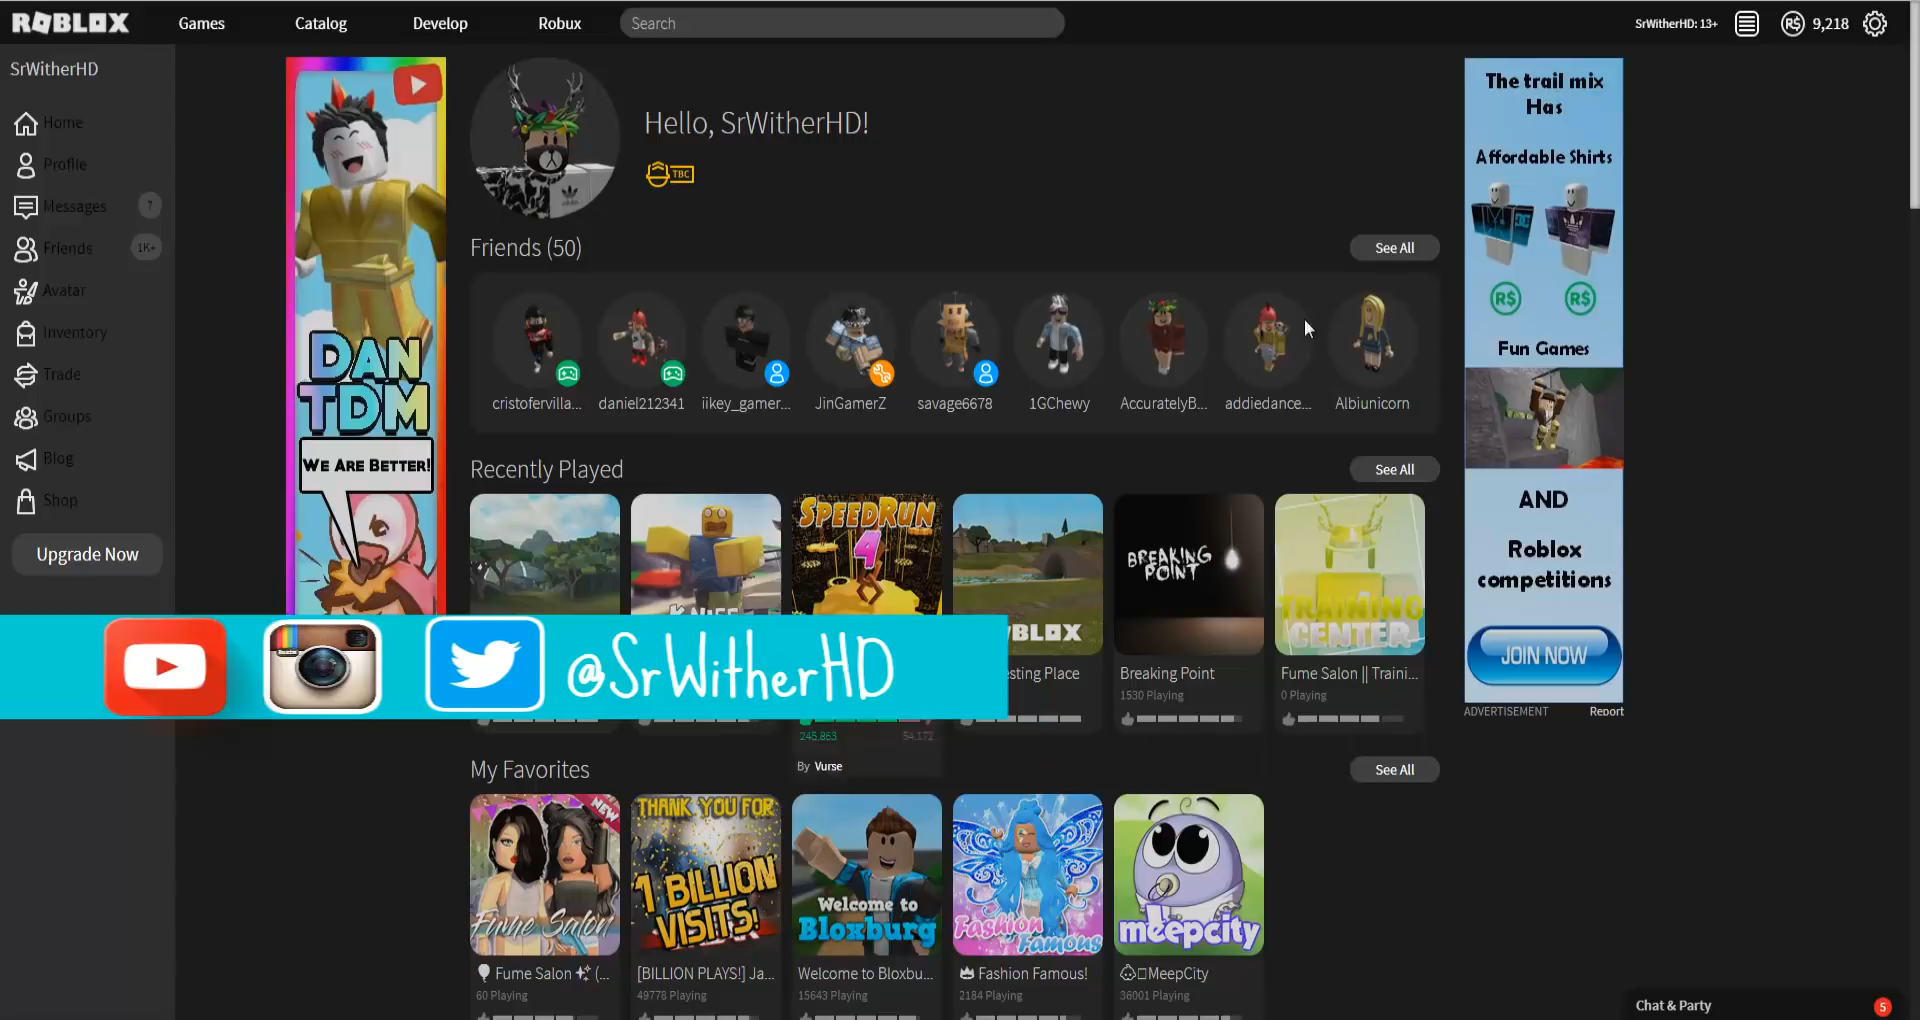 ROBLOX
Games
Catalog
Develop
Robux
Search
SrWitherHD: 13+
R$
9,218
SrWitherHD
Home
Profile
Messages
?
Friends
1K+
Avatar
Inventory
Trade
Groups
Blog
Shop
Upgrade Now
DAN
TDM
WE ARE BETTER!
Hello, SrWitherHD!
TBC
Friends (50)
See All
cristofervilla...
daniel212341
iikey_gamer...
JinGamerZ
savage6678
1GChewy
AccuratelyB...
addiedance...
Albiunicorn
Recently Played
See All
KNIFE
SPEEDRUN
4
BLOX
BREAKING
POINT
TRAINING
CENTER
@SrWitherHD
sting Place
Breaking Point
Fume Salon || Traini...
1530 Playing
0 Playing
245,863
54,172
By Vurse
My Favorites
See All
NEW
Fume Salon
THANK YOU FOR
1 BILLION
VISITS!
Welcome to
Bloxburg
Fashion
Famous
meepcity
Fume Salon (...
[BILLION PLAYS!] Ja...
Welcome to Bloxbu...
Fashion Famous!
MeepCity
60 Playing
49778 Playing
15643 Playing
2184 Playing
36001 Playing
The trail mix
Has
Affordable Shirts
R$
R$
Fun Games
AND
Roblox
competitions
JOIN NOW
ADVERTISEMENT
Report
Chat & Party
5